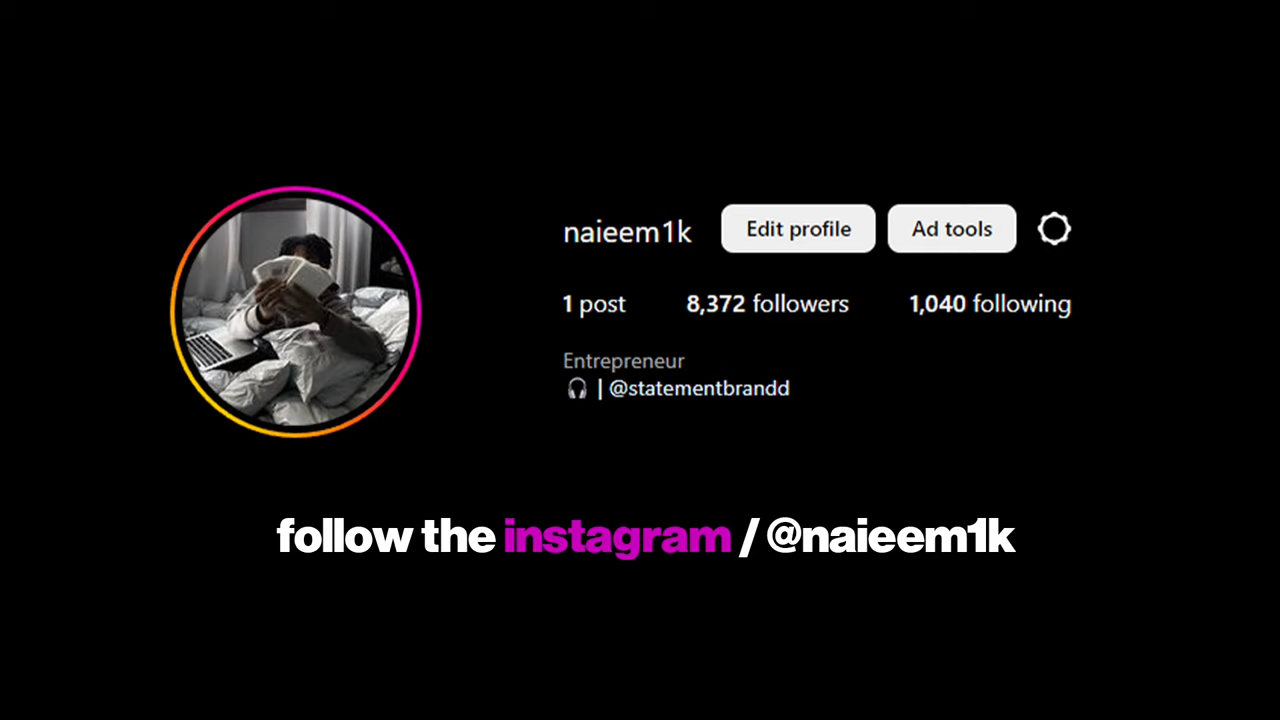 naieem1k Edit profile Ad tools
1 post 8,372 followers 1,040 following
Entrepreneur
🎧 | @statementbrandd
follow the instagram / @naieem1k